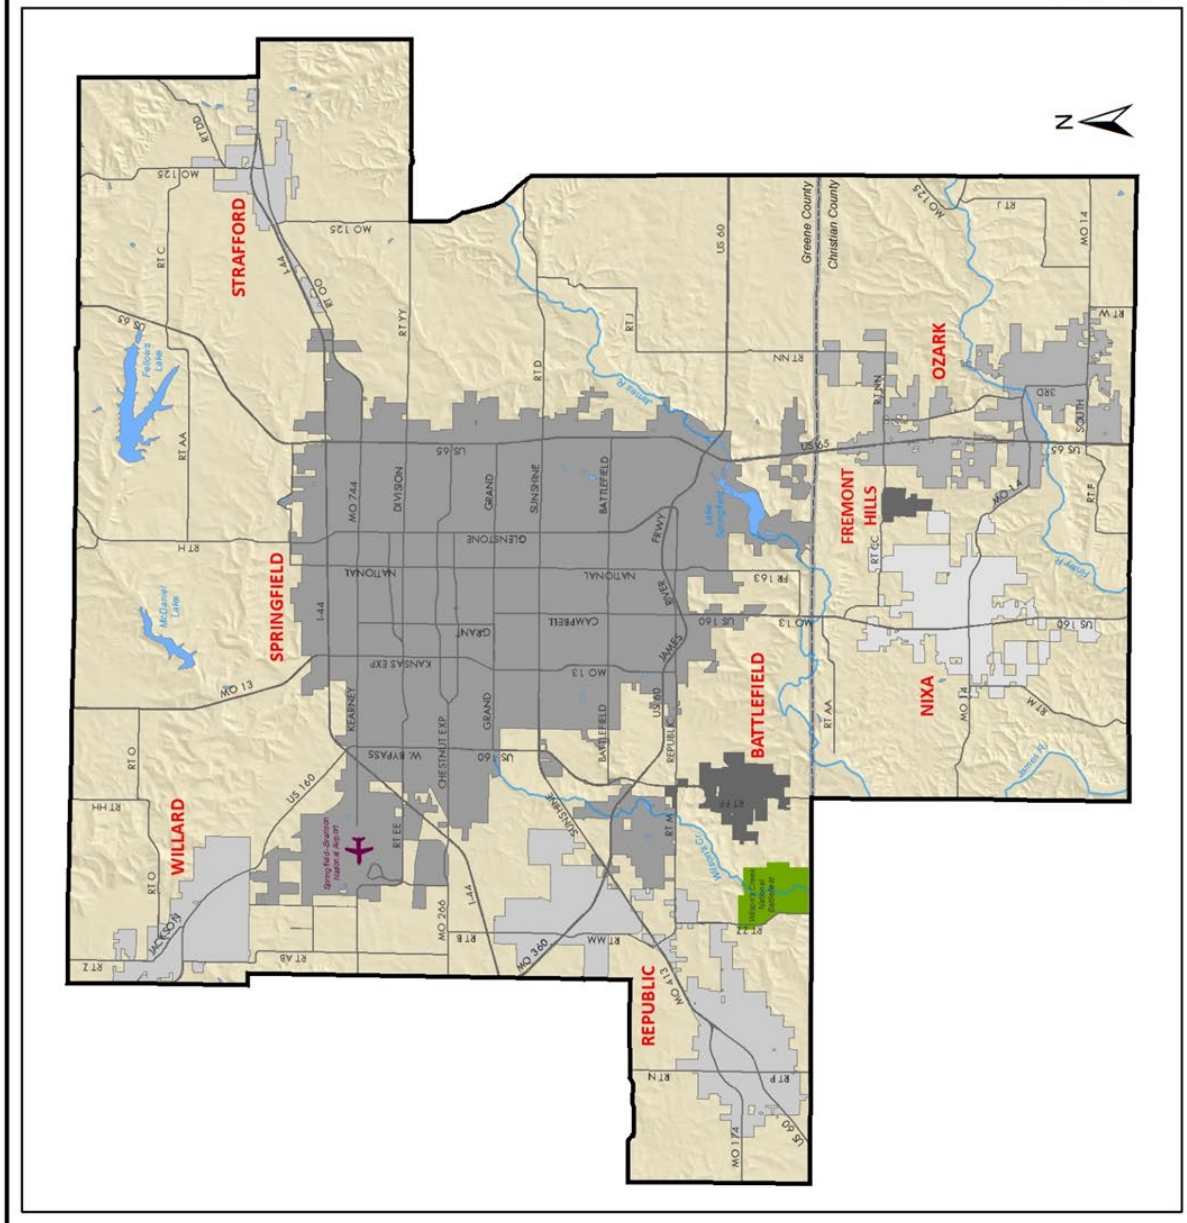 N
RT DD
MO 125
RT C
STRAFFORD
MO 125
I-44
RT OO
US 65
Fellows
Lake
RT AA
RT YY
RT D
RT J
US 60
Greene County
Christian County
MO 125
RT J
MO 14
RT W
RT NN
RT NN
OZARK
3RD
SOUTH
James R.
US 65
US 65
US 65
MO 744
DIVISION
GRAND
SUNSHINE
BATTLEFIELD
Lake
Springfield
FREMONT
HILLS
MO 14
RT F
RT H
GLENSTONE
FRWY
RT CC
Finley R.
McDaniel
Lake
SPRINGFIELD
NATIONAL
NATIONAL
FR 163
I-44
RIVER
GRANT
CAMPBELL
US 160
MO 13
US 160
KANSAS EXP
MO 13
JAMES
MO 13
BATTLEFIELD
NIXA
MO 14
RT M
RT AA
KEARNEY
GRAND
US 60
BATTLEFIELD
REPUBLIC
W. BYPASS
CHESTNUT EXP
US 160
RT O
US 160
James R.
RT HH
WILLARD
RT O
Springfield-Branson
National Airport
RT EE
SUNSHINE
RT M
RT FF
Wilsons Cr.
Wilson's Creek
National
Battlefield
RT ZZ
JACKSON
I-44
MO 266
RT B
RT MM
MO 360
RT Z
RT AB
REPUBLIC
MO 413
RT N
RT P
MO 174
US 60